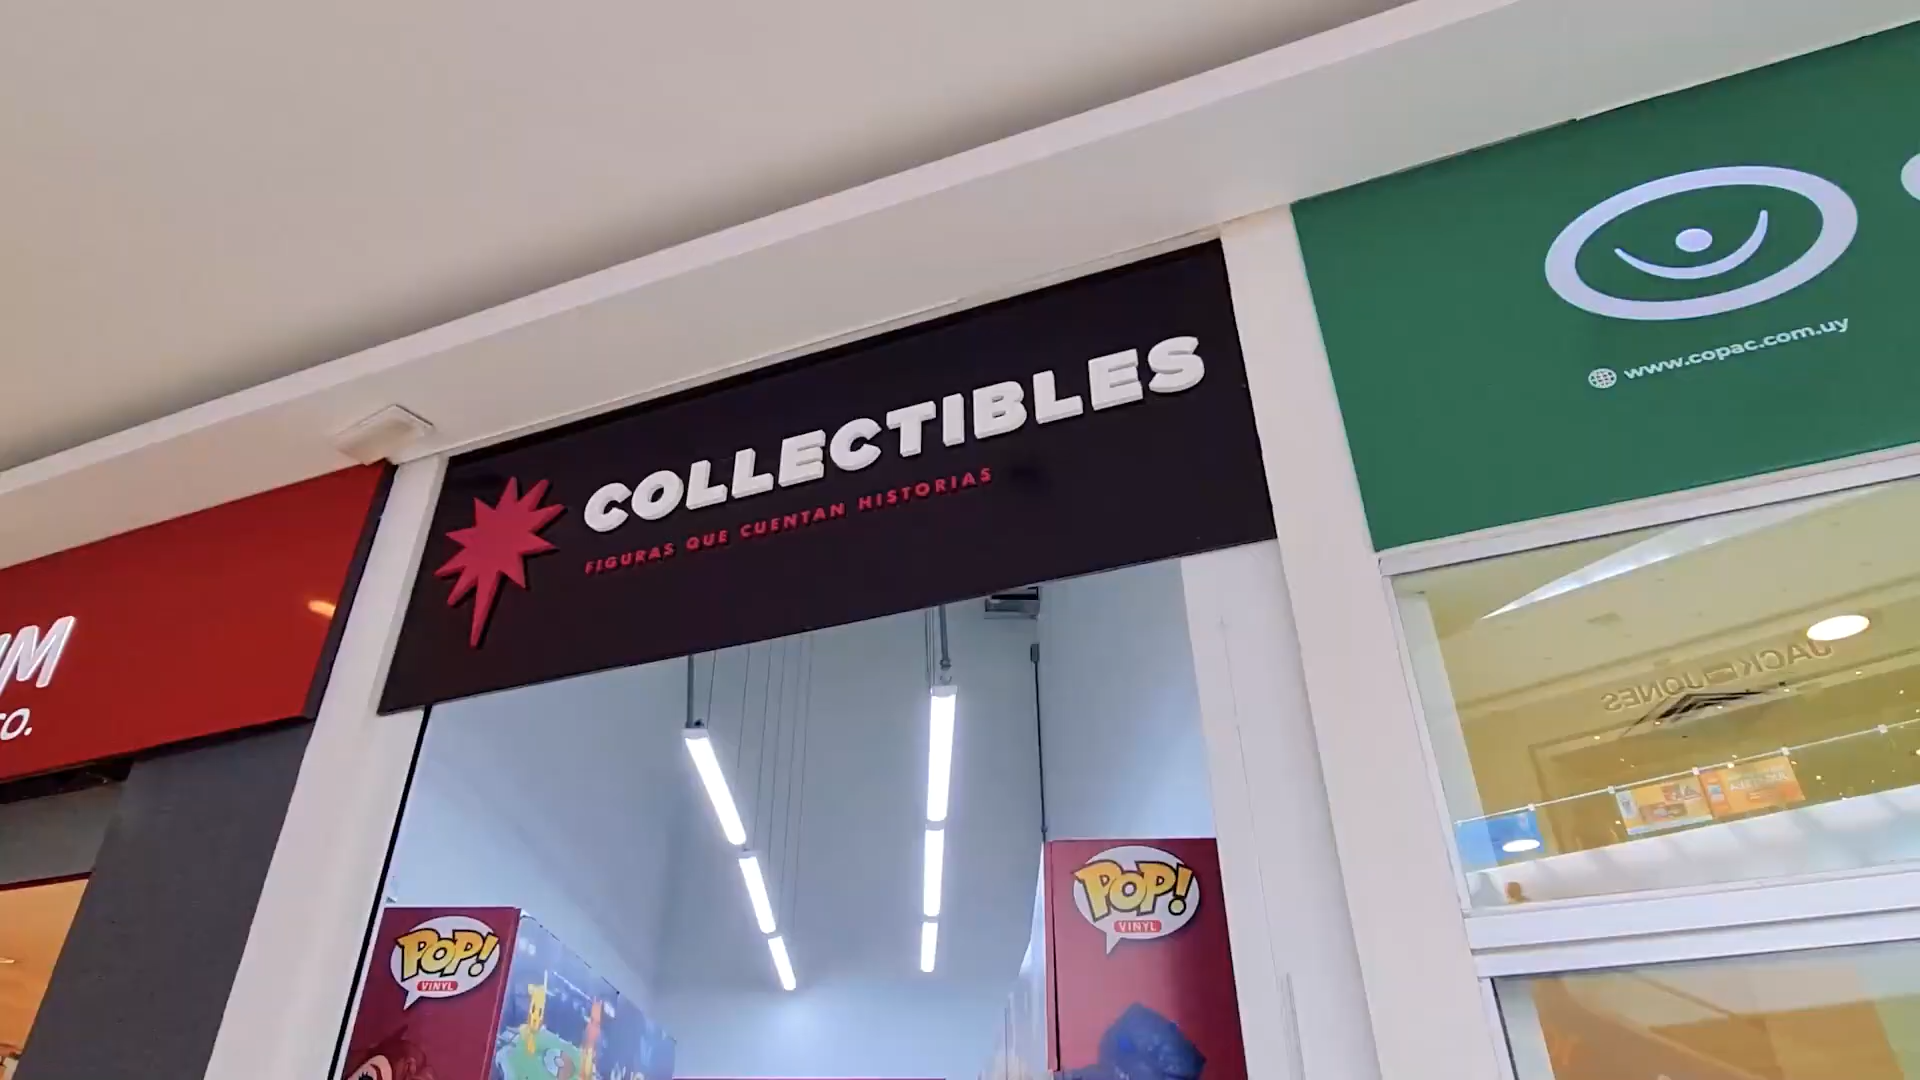 COLLECTIBLES
FIGURAS QUE CUENTAN HISTORIAS
www.copac.com.uy
JACK JONES
POP!
VINYL
POP!
VINYL